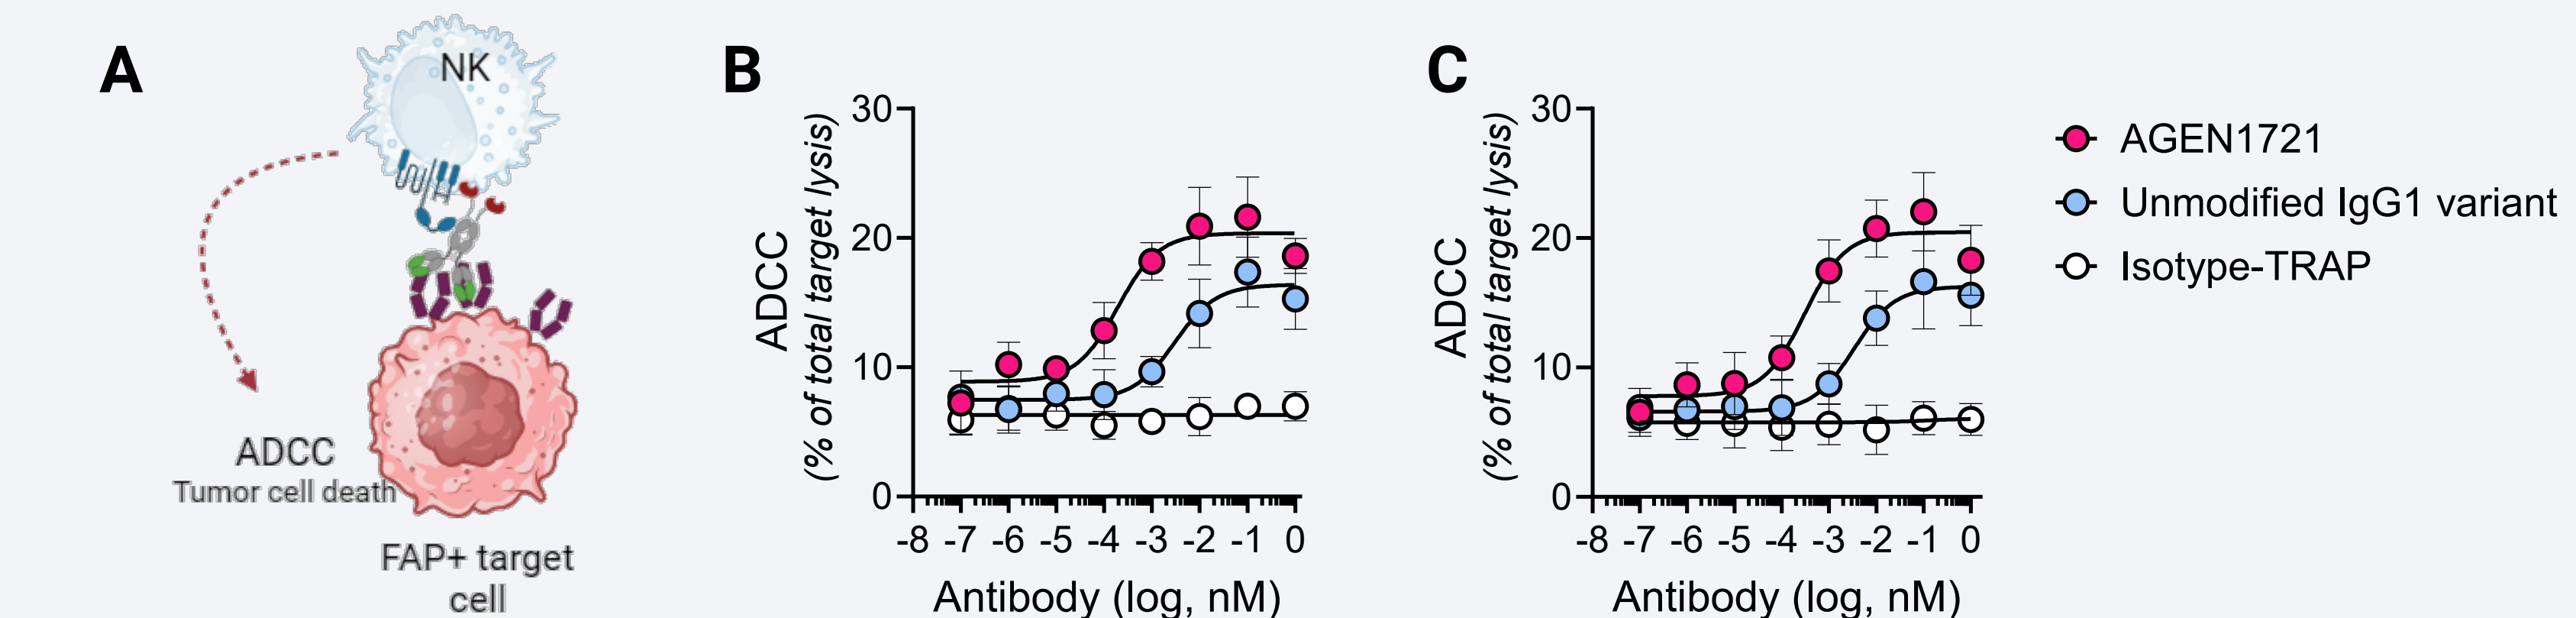 A
NK
ADCC
Tumor cell death
FAP+ target
cell
B
ADCC
(% of total target lysis)
30
20
10
0
-8 -7 -6 -5 -4 -3 -2 -1 0
Antibody (log, nM)
C
ADCC
(% of total target lysis)
30
20
10
0
-8 -7 -6 -5 -4 -3 -2 -1 0
Antibody (log, nM)
AGEN1721
Unmodified IgG1 variant
Isotype-TRAP